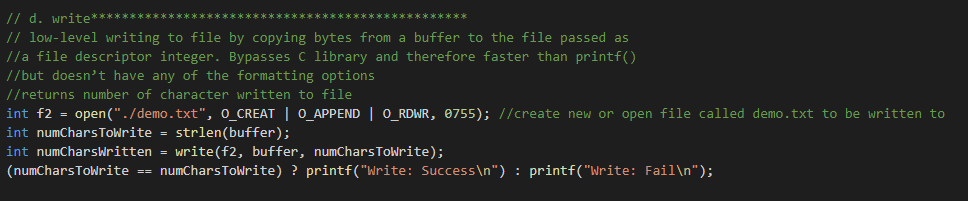 // d. write*************************************************
// low-level writing to file by copying bytes from a buffer to the file passed as
//a file descriptor integer. Bypasses C library and therefore faster than printf()
//but doesn’t have any of the formatting options
//returns number of character written to file
int f2 = open("./demo.txt", O_CREAT | O_APPEND | O_RDWR, 0755); //create new or open file called demo.txt to be written to
int numCharsToWrite = strlen(buffer);
int numCharsWritten = write(f2, buffer, numCharsToWrite);
(numCharsToWrite == numCharsToWrite) ? printf("Write: Success\n") : printf("Write: Fail\n");